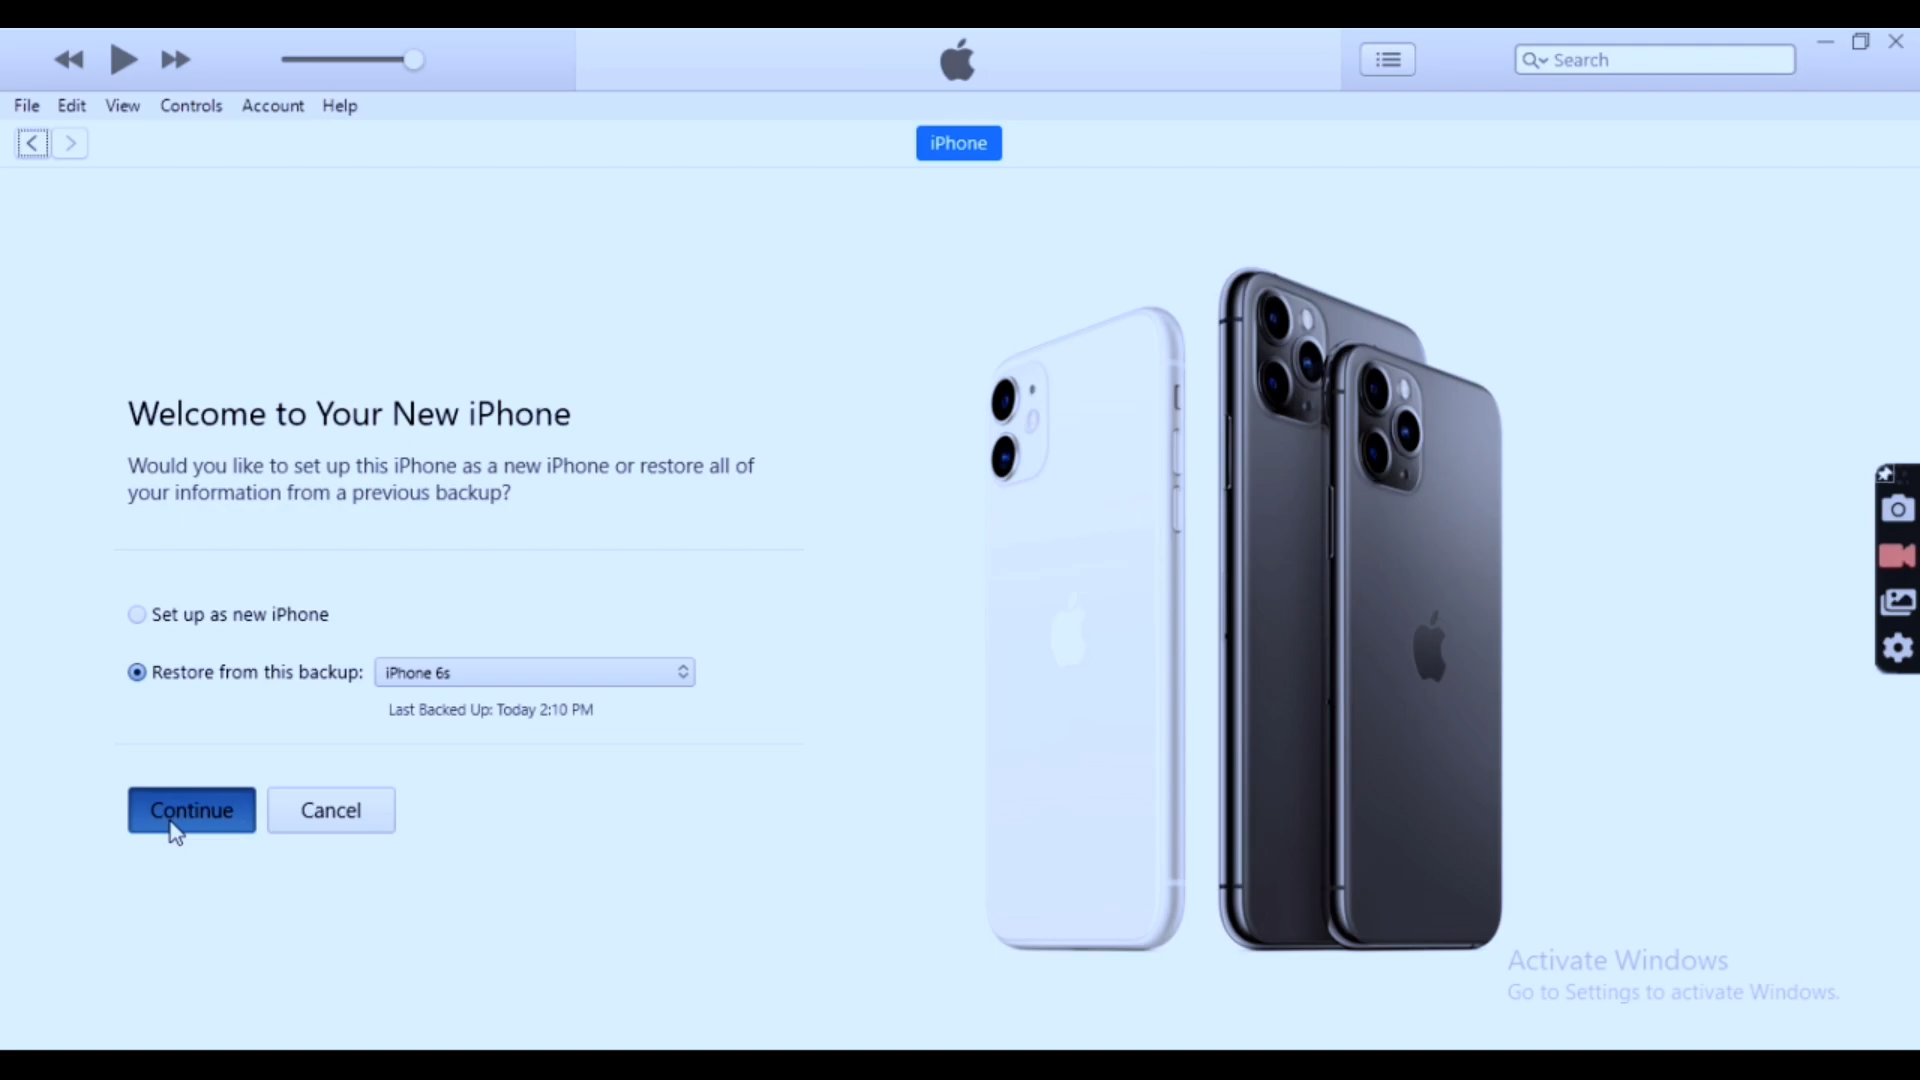 Search
File Edit View Controls Account Help
iPhone
Welcome to Your New iPhone
Would you like to set up this iPhone as a new iPhone or restore all of
your information from a previous backup?
Set up as new iPhone
Restore from this backup: iPhone 6s
Last Backed Up: Today 2:10 PM
Continue Cancel
Activate Windows
Go to Settings to activate Windows.